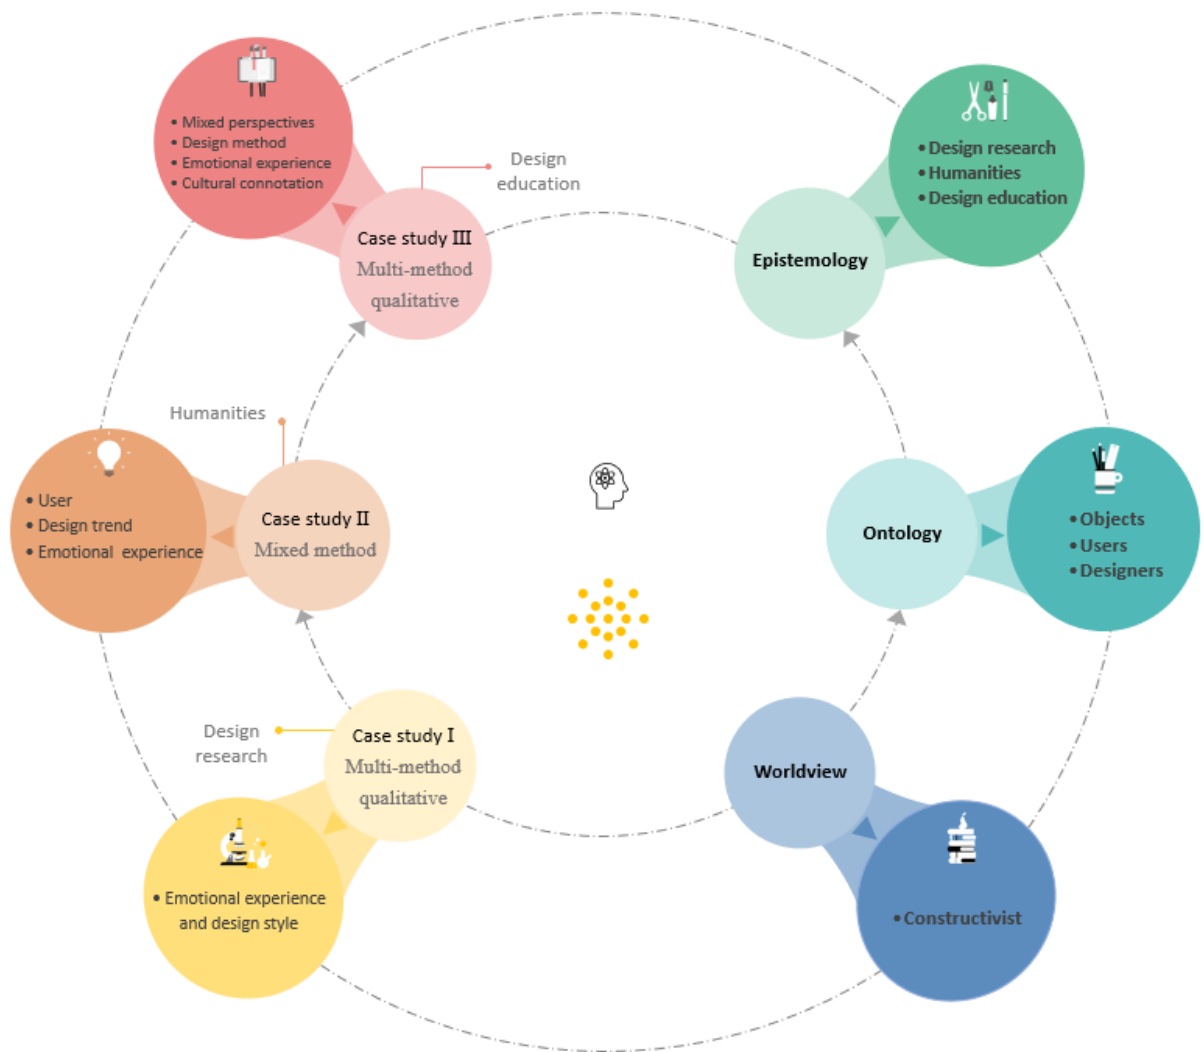 • Mixed perspectives
• Design method
• Emotional experience
• Cultural connotation
Design
education
Case study III
Multi-method
qualitative
• Design research
• Humanities
• Design education
Epistemology
Humanities
• User
• Design trend
• Emotional experience
Case study II
Mixed method
Ontology
• Objects
• Users
• Designers
Design
research
Case study I
Multi-method
qualitative
• Emotional experience
and design style
Worldview
• Constructivist